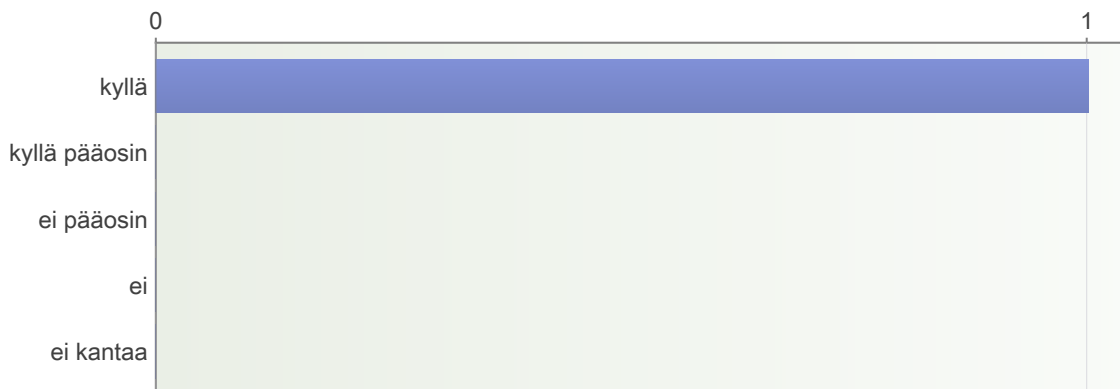 0 1
kyllä
kyllä pääosin
ei pääosin
ei
ei kantaa